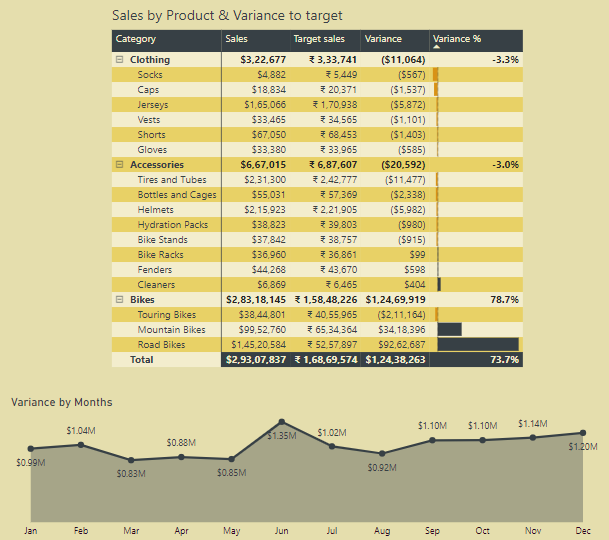 Sales by Product & Variance to target
Category Sales Target sales Variance Variance %
Clothing $3,22,677 ₹ 3,33,741 ($11,064) -3.3%
Socks $4,882 ₹ 5,449 ($567)
Caps $18,834 ₹ 20,371 ($1,537)
Jerseys $1,65,066 ₹ 1,70,938 ($5,872)
Vests $33,465 ₹ 34,565 ($1,101)
Shorts $67,050 ₹ 68,453 ($1,403)
Gloves $33,380 ₹ 33,965 ($585)
Accessories $6,67,015 ₹ 6,87,607 ($20,592) -3.0%
Tires and Tubes $2,31,300 ₹ 2,42,777 ($11,477)
Bottles and Cages $55,031 ₹ 57,369 ($2,338)
Helmets $2,15,923 ₹ 2,21,905 ($5,982)
Hydration Packs $38,823 ₹ 39,803 ($980)
Bike Stands $37,842 ₹ 38,757 ($915)
Bike Racks $36,960 ₹ 36,861 $99
Fenders $44,268 ₹ 43,670 $598
Cleaners $6,869 ₹ 6,465 $404
Bikes $2,83,18,145 ₹ 1,58,48,226 $1,24,69,919 78.7%
Touring Bikes $38,44,801 ₹ 40,55,965 ($2,11,164)
Mountain Bikes $99,52,760 ₹ 65,34,364 $34,18,396
Road Bikes $1,45,20,584 ₹ 52,57,897 $92,62,687
Total $2,93,07,837 ₹ 1,68,69,574 $1,24,38,263 73.7%
Variance by Months
$0.99M $1.04M $0.83M $0.88M $0.85M $1.35M $1.02M $0.92M $1.10M $1.10M $1.14M $1.20M
Jan Feb Mar Apr May Jun Jul Aug Sep Oct Nov Dec